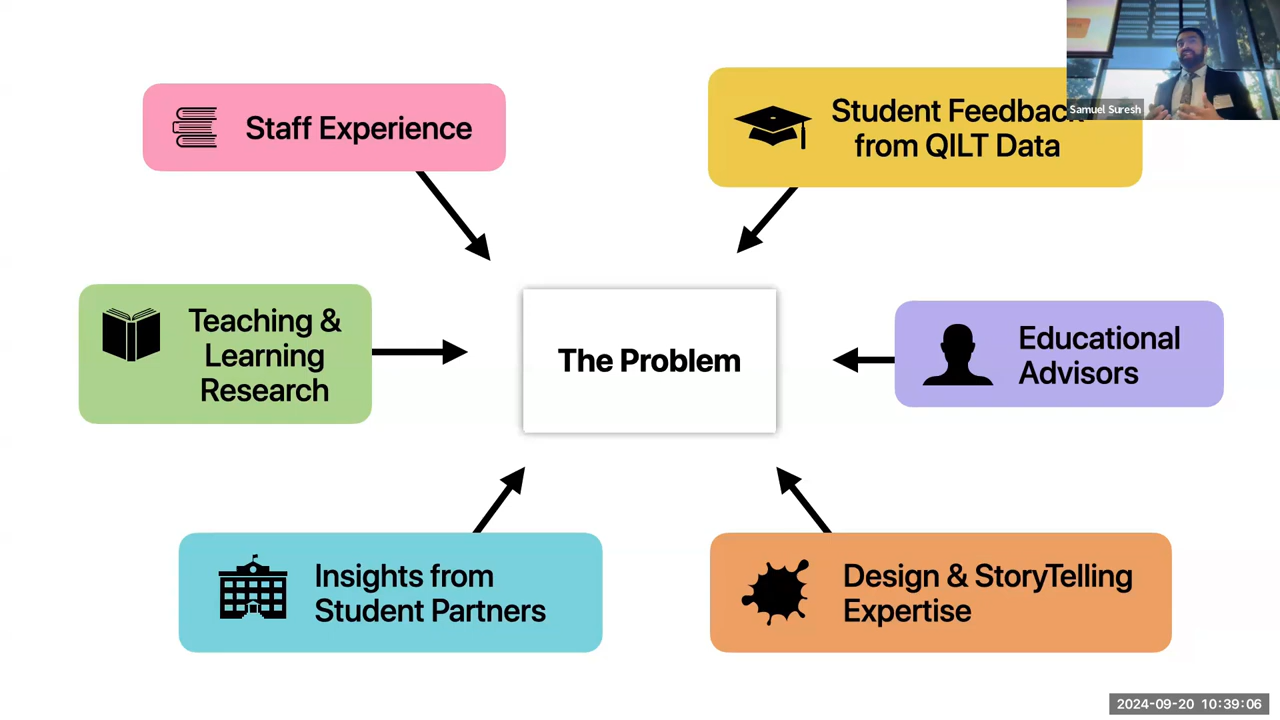 Staff Experience
Student Feedback
from QILT Data
Samuel Suresh
Teaching &
Learning
Research
The Problem
Educational
Advisors
Insights from
Student Partners
Design & StoryTelling
Expertise
2024-09-20 10:39:06